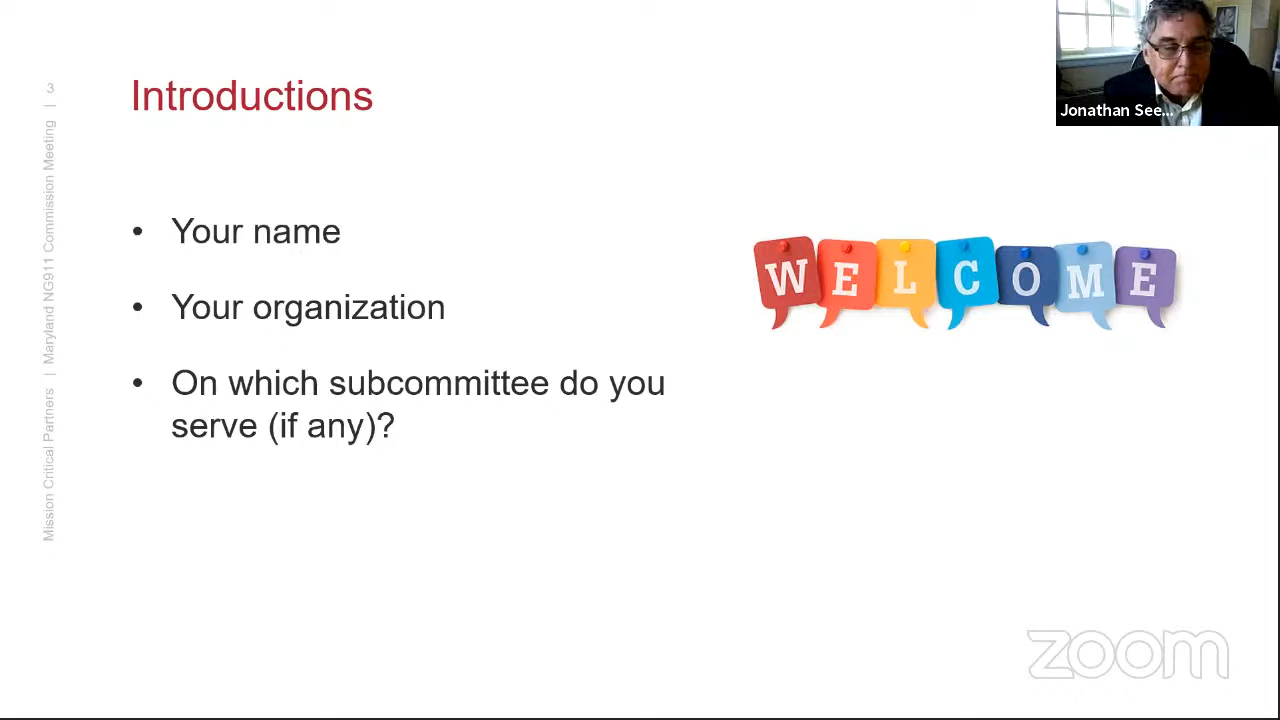 Introductions
• Your name
• Your organization
• On which subcommittee do you
serve (if any)?
WELCOME
Jonathan See...
Mission Critical Partners | Maryland NG911 Commission Meeting | 3
zoom